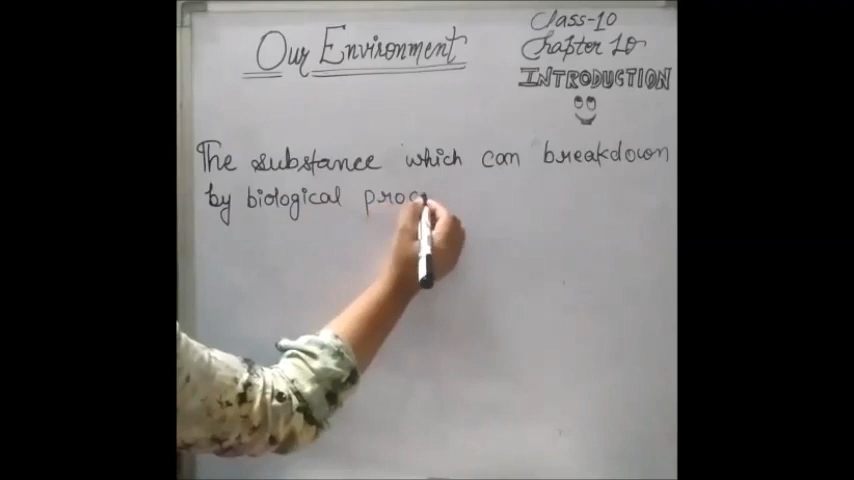 Our Environment
Class-10
Chapter 10
INTRODUCTION
The substance which can breakdown
by biological proc